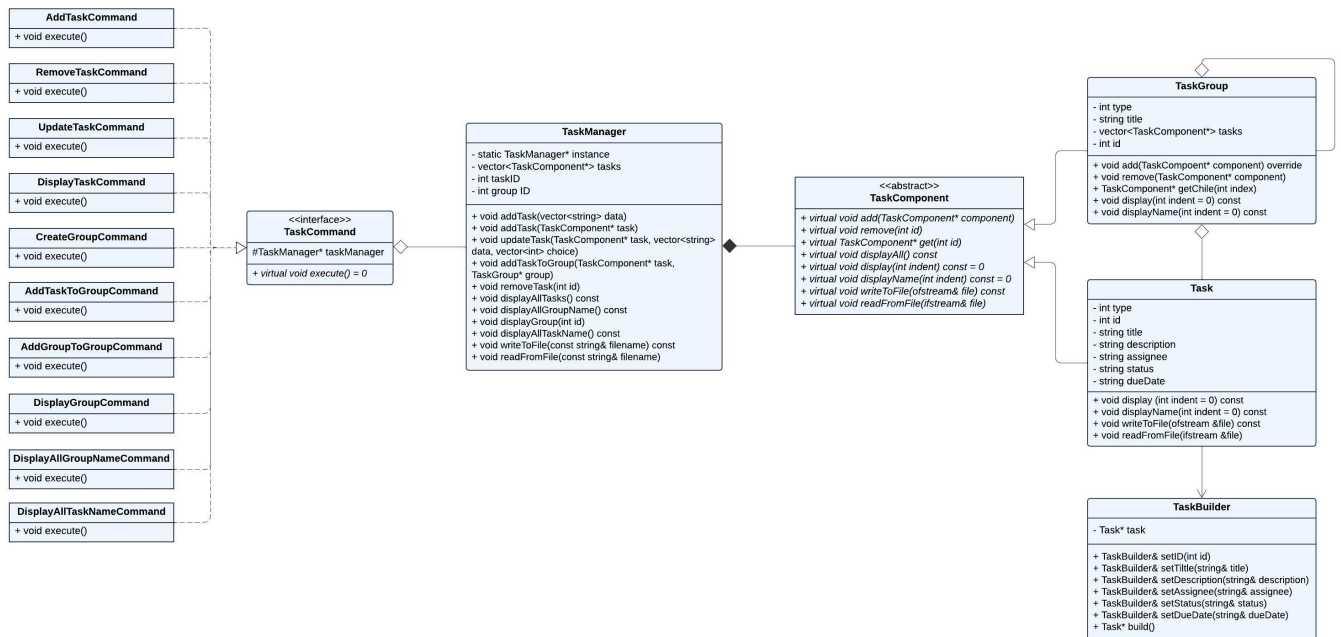 AddTaskCommand
+ void execute()
RemoveTaskCommand
+ void execute()
UpdateTaskCommand
+ void execute()
DisplayTaskCommand
+ void execute()
CreateGroupCommand
+ void execute()
AddTaskToGroupCommand
+ void execute()
AddGroupToGroupCommand
+ void execute()
DisplayGroupCommand
+ void execute()
DisplayAllGroupNameCommand
+ void execute()
DisplayAllTaskNameCommand
+ void execute()
<<interface>>
TaskCommand
#TaskManager* taskManager
+ virtual void execute() = 0
TaskManager
- static TaskManager* instance
- vector<TaskComponent*> tasks
- int taskID
- int group ID
+ void addTask(vector<string> data)
+ void addTask(TaskComponent* task)
+ void updateTask(TaskComponent* task, vector<string>
data, vector<int> choice)
+ void addTaskToGroup(TaskComponent* task,
TaskGroup* group)
+ void removeTask(int id)
+ void displayAllTasks() const
+ void displayAllGroupName() const
+ void displayGroup(int id)
+ void displayAllTaskName() const
+ void writeToFile(const string& filename) const
+ void readFromFile(const string& filename)
<<abstract>>
TaskComponent
+ virtual void add(TaskComponent* component)
+ virtual void remove(int id)
+ virtual TaskComponent* get(int id)
+ virtual void displayAll() const
+ virtual void display(int indent) const = 0
+ virtual void displayName(int indent) const = 0
+ virtual void writeToFile(ofstream& file) const
+ virtual void readFromFile(ifstream& file)
TaskGroup
- int type
- string title
- vector<TaskComponent*> tasks
- int id
+ void add(TaskCompoent* component) override
+ void remove(TaskComponent* component)
+ TaskComponent* getChile(int index)
+ void display(int indent = 0) const
+ void displayName(int indent = 0) const
Task
- int type
- int id
- string title
- string description
- string assignee
- string status
- string dueDate
+ void display (int indent = 0) const
+ void displayName(int indent = 0) const
+ void writeToFile(ofstream &file) const
+ void readFromFile(ifstream &file)
TaskBuilder
- Task* task
+ TaskBuilder& setID(int id)
+ TaskBuilder& setTiltle(string& title)
+ TaskBuilder& setDescription(string& description)
+ TaskBuilder& setAssignee(string& assignee)
+ TaskBuilder& setStatus(string& status)
+ TaskBuilder& setDueDate(string& dueDate)
+ Task* build()